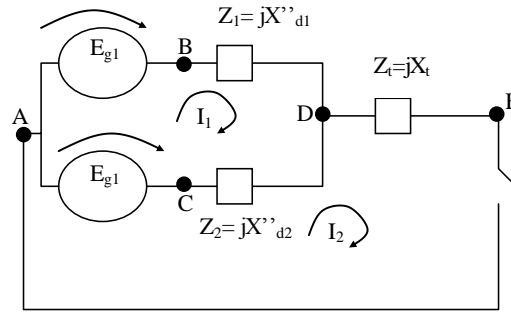 Z1 = jX’’d1
Eg1
B
Zt=jXt
A
I1
D
Eg1
C
Z2= jX’’d2
I2